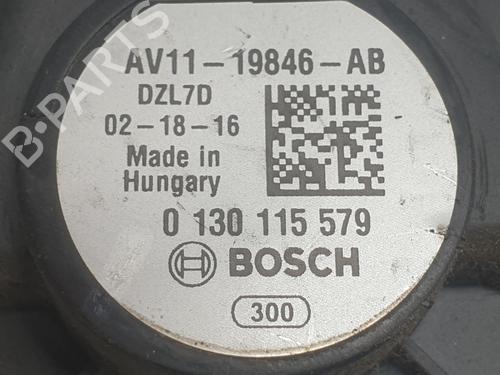 B-PARTS
AV11-19846-AB
DZL7D
02-18-16
Made in
Hungary
0 130 115 579
BOSCH
300